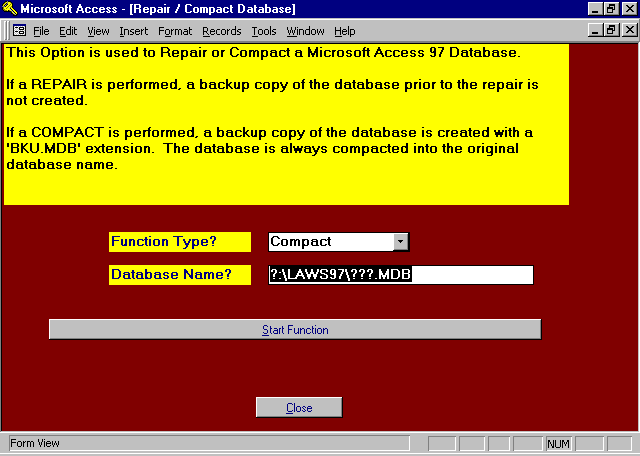 Microsoft Access - [Repair / Compact Database]
File Edit View Insert Format Records Tools Window Help
This Option is used to Repair or Compact a Microsoft Access 97 Database.
If a REPAIR is performed, a backup copy of the database prior to the repair is
not created.
If a COMPACT is performed, a backup copy of the database is created with a
'BKU.MDB' extension.  The database is always compacted into the original
database name.
Function Type? Compact
Database Name? ?:\LAWS97\???.MDB
Start Function
Close
Form View NUM